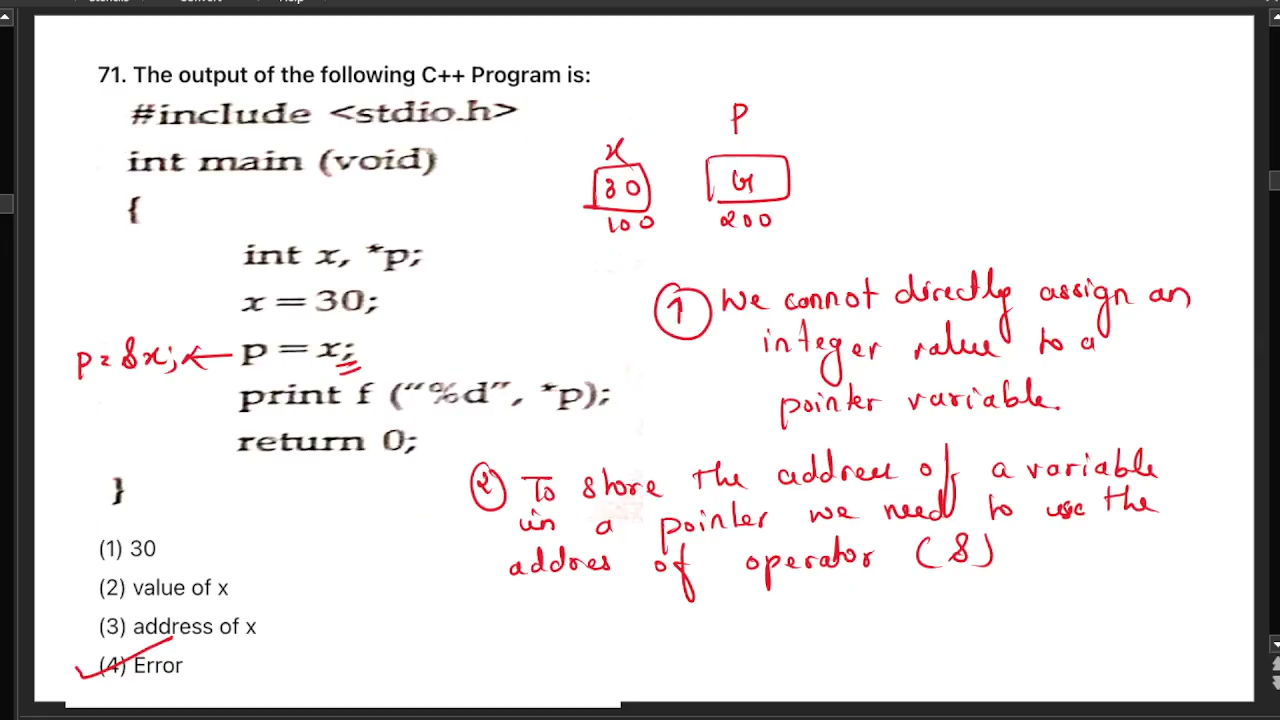 71. The output of the following C++ Program is:
#include <stdio.h>
int main (void)
{
int x, *p;
x = 30;
p = x;
print f ("%d", *p);
return 0;
}
(1) 30
(2) value of x
(3) address of x
(4) Error
x
30
100
P
Gr
200
p = &x; ←
① We cannot directly assign an
integer value to a
pointer variable.
② To store the address of a variable
in a pointer we need to use the
addres of operator (&)